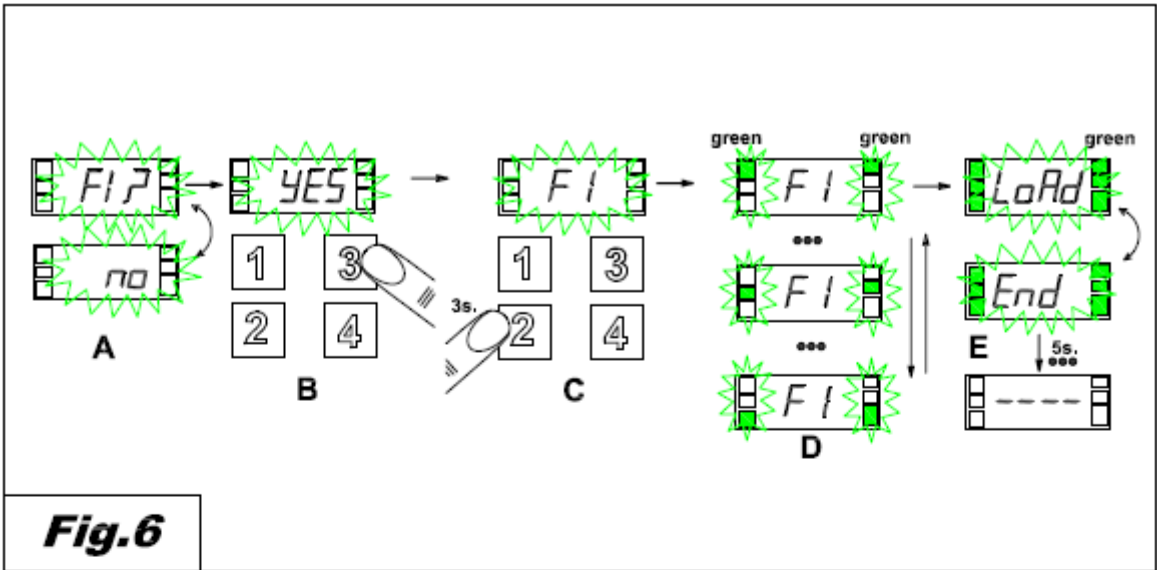 green
green
green
F1?
YES
F1
F1
LoAd
no
1
3
1
3
F1
End
3s.
2
4
2
4
A
B
C
E
5s.
F1
----
D
Fig.6